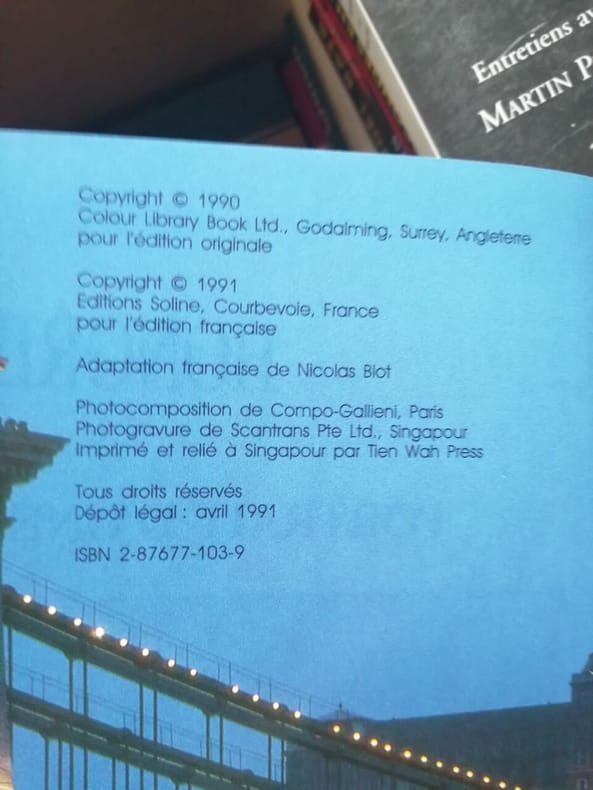 Entretiens
MARTIN P
Copyright © 1990
Colour Library Book Ltd., Godalming, Surrey, Angleterre
pour l'édition originale
Copyright © 1991
Editions Soline, Courbevoie, France
pour l'édition française
Adaptation française de Nicolas Blot
Photocomposition de Compo-Gallieni, Paris
Photogravure de Scantrans Pte Ltd., Singapour
Imprimé et relié à Singapour par Tien Wah Press
Tous droits réservés
Dépôt légal : avril 1991
ISBN 2-87677-103-9